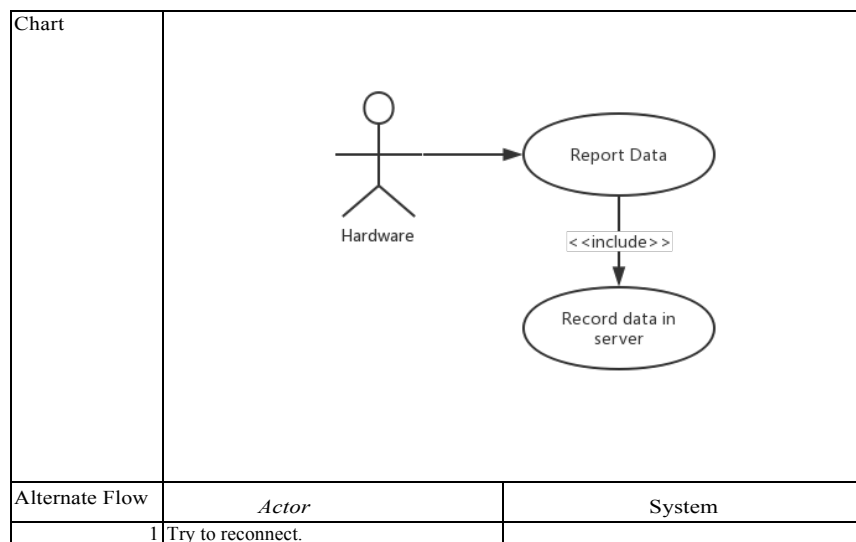 Chart
Report Data
Hardware
<<include>>
Record data in
server
Alternate Flow
Actor
System
1 Try to reconnect.